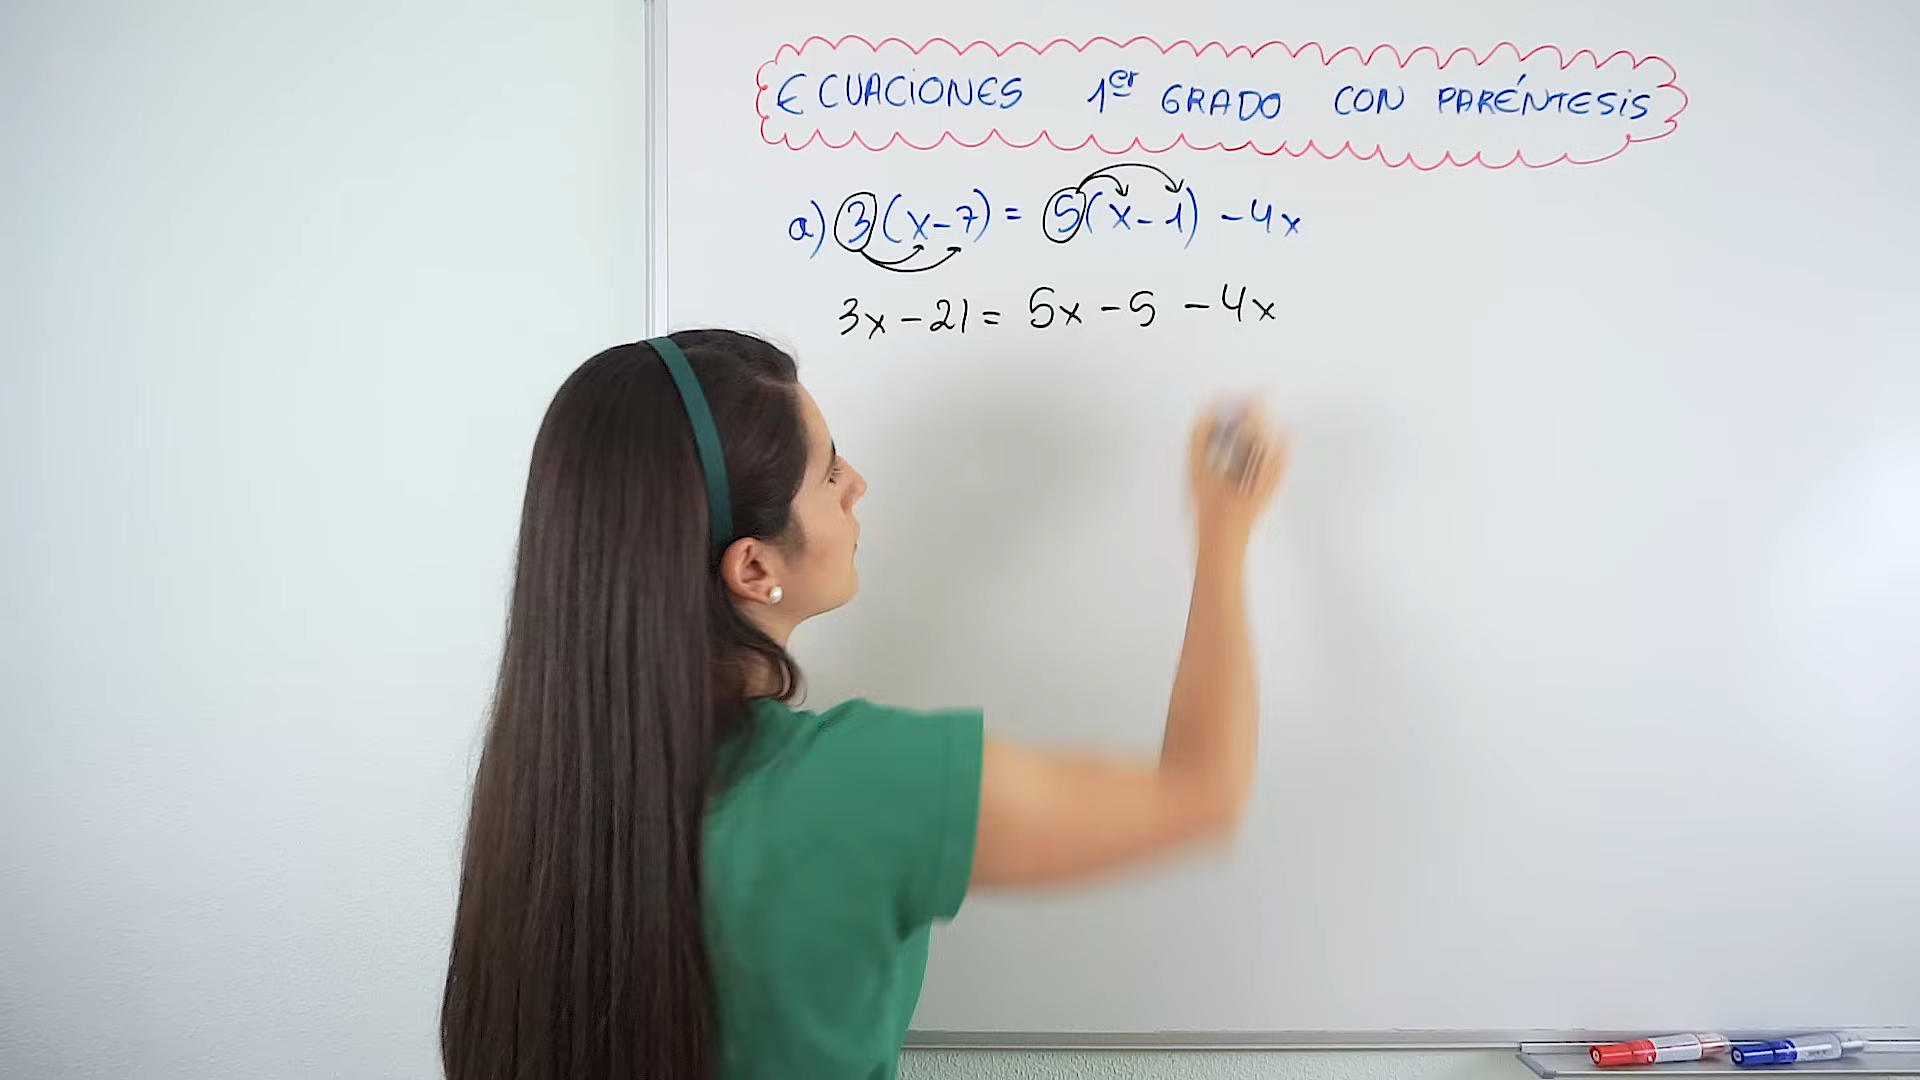 ECUACIONES 1er GRADO CON PARÉNTESIS
a) 3(x-7) = 5(x-1) -4x
3x -21 = 5x -5 -4x